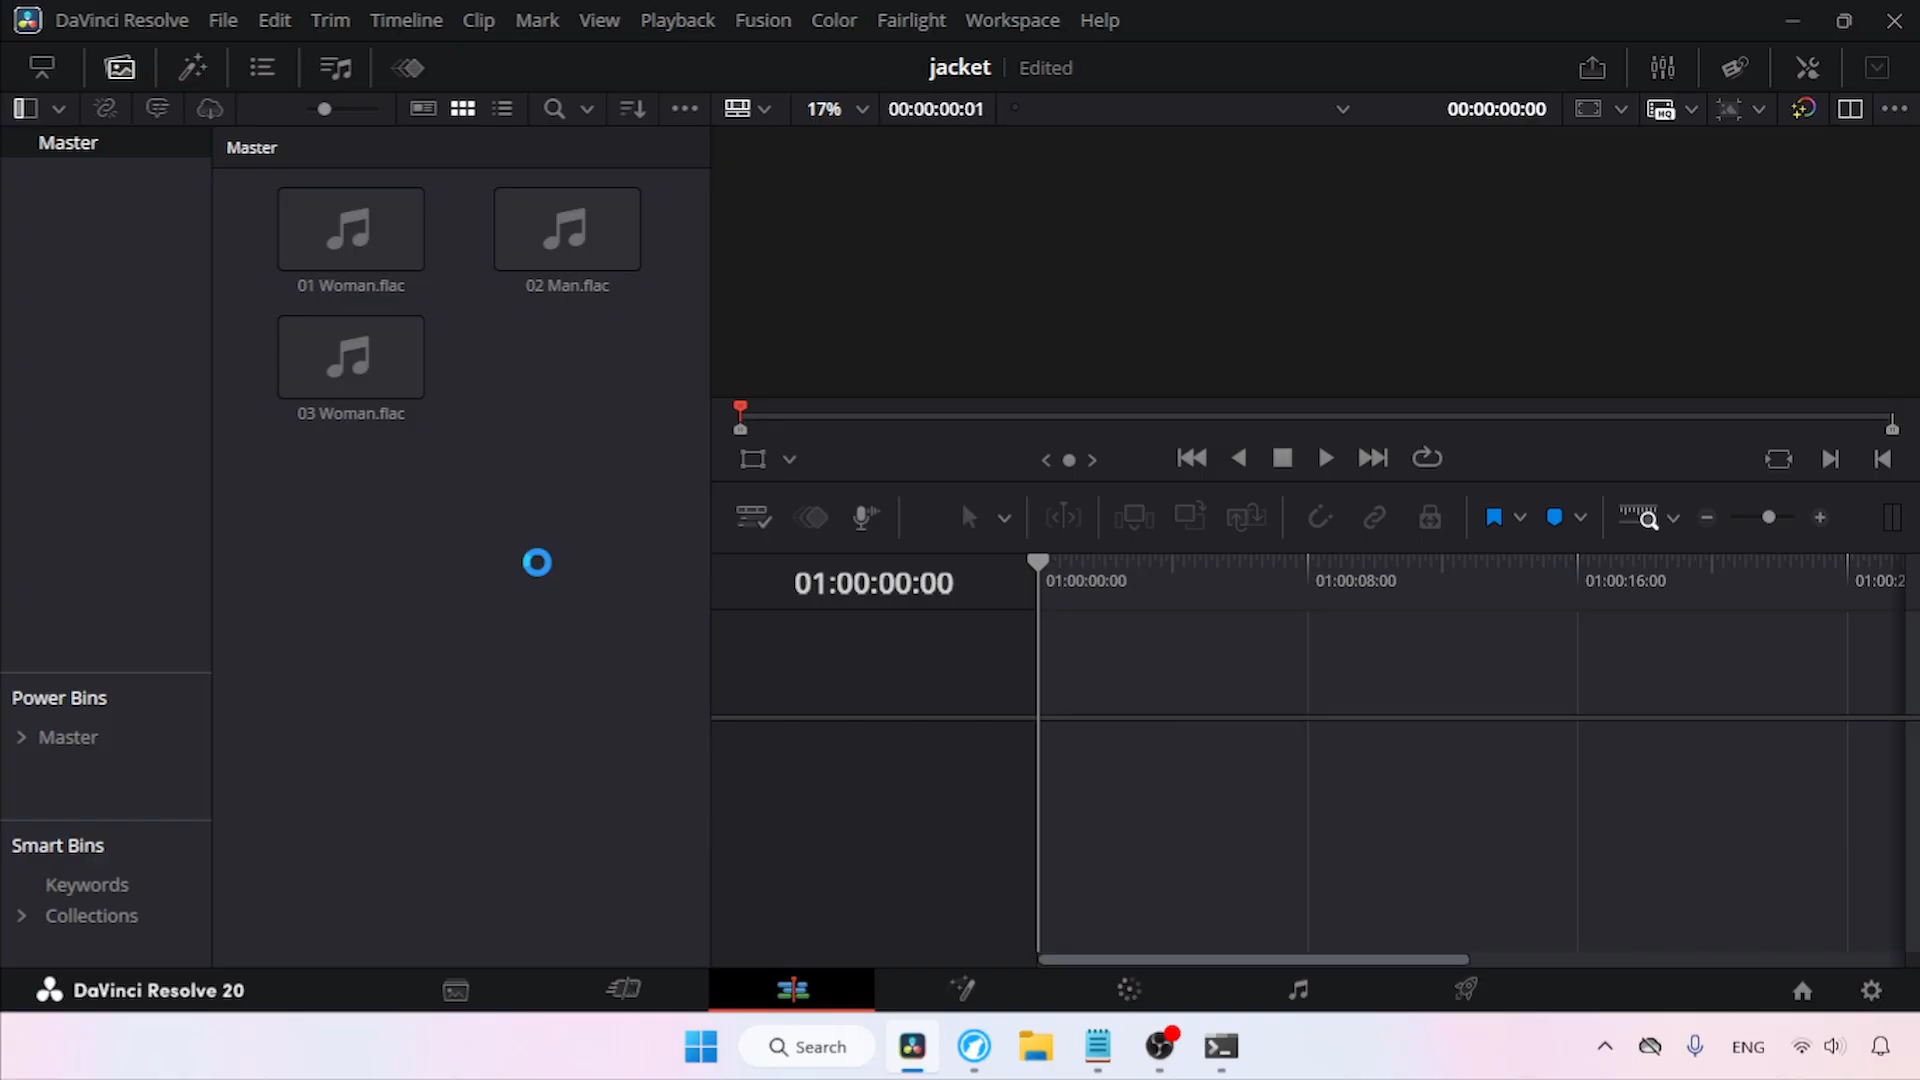 DaVinci Resolve File Edit Trim Timeline Clip Mark View Playback Fusion Color Fairlight Workspace Help
jacket Edited
17% 00:00:00:01 00:00:00:00 HQ
Master
Master
01 Woman.flac 02 Man.flac
03 Woman.flac
01:00:00:00 01:00:00:00 01:00:08:00 01:00:16:00 01:00:2
Power Bins
Master
Smart Bins
Keywords
Collections
DaVinci Resolve 20
Search ENG